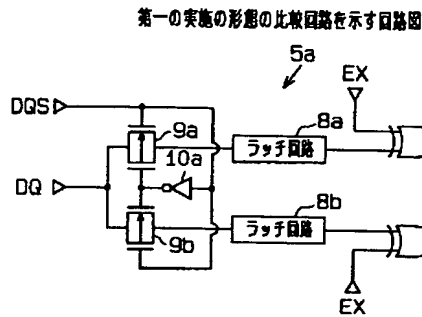 第一の実施の形態の比較回路を示す回路図
5a
EX
DQS
9a
8a
ラッチ回路
10a
DQ
8b
ラッチ回路
9b
EX